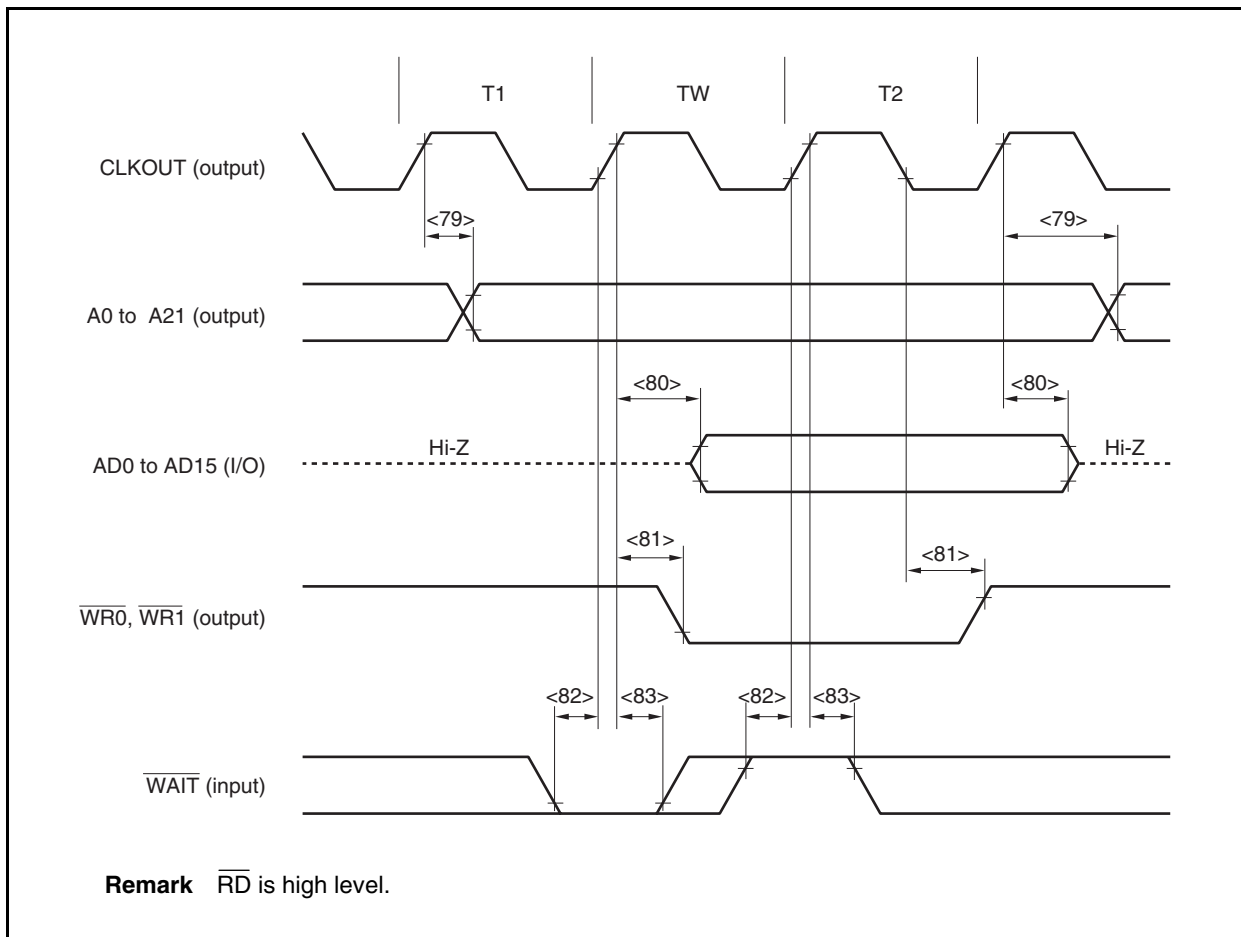 T1 TW T2
CLKOUT (output)
<79> <79>
A0 to A21 (output)
<80> <80>
Hi-Z Hi-Z
AD0 to AD15 (I/O)
<81> <81>
WR0, WR1 (output)
<82> <83> <82> <83>
WAIT (input)
Remark RD is high level.